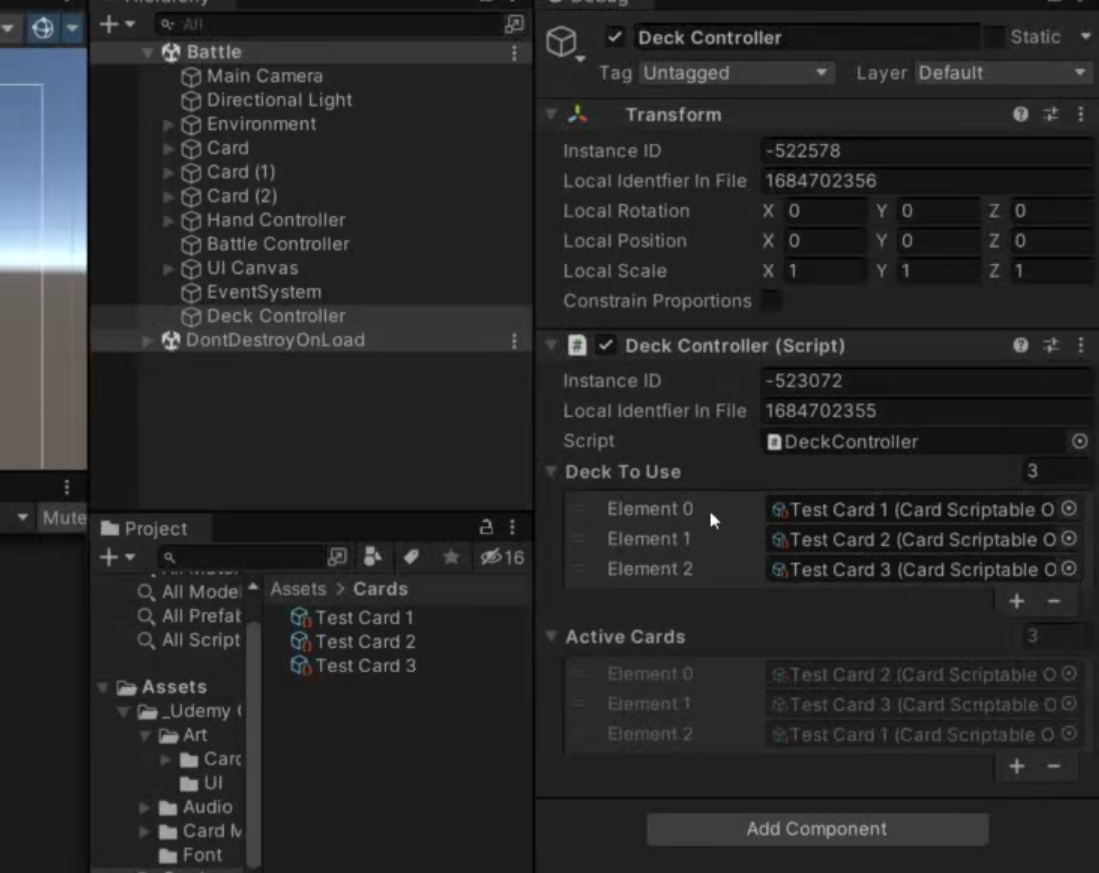 Hierarchy
All
Battle
Main Camera
Directional Light
Environment
Card
Card (1)
Card (2)
Hand Controller
Battle Controller
UI Canvas
EventSystem
Deck Controller
DontDestroyOnLoad
Mute
Project
16
All Model
All Prefab
All Script
Assets
_Udemy
Art
Card
UI
Audio
Card M
Font
Assets > Cards
Test Card 1
Test Card 2
Test Card 3
Debug
Deck Controller
Static
Tag Untagged
Layer Default
Transform
Instance ID -522578
Local Identfier In File 1684702356
Local Rotation X 0 Y 0 Z 0
Local Position X 0 Y 0 Z 0
Local Scale X 1 Y 1 Z 1
Constrain Proportions
# Deck Controller (Script)
Instance ID -523072
Local Identfier In File 1684702355
Script DeckController
Deck To Use 3
Element 0 Test Card 1 (Card Scriptable O
Element 1 Test Card 2 (Card Scriptable O
Element 2 Test Card 3 (Card Scriptable O
+ −
Active Cards 3
Element 0 Test Card 2 (Card Scriptable O
Element 1 Test Card 3 (Card Scriptable O
Element 2 Test Card 1 (Card Scriptable O
+ −
Add Component